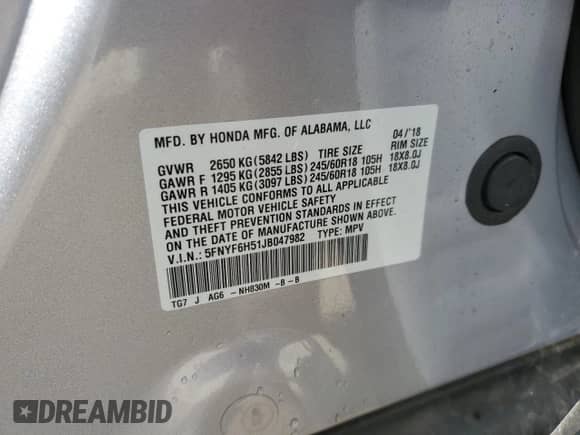 MFD. BY HONDA MFG. OF ALABAMA, LLC 04/'18
GVWR 2650 KG (5842 LBS) TIRE SIZE RIM SIZE
GAWR F 1295 KG (2855 LBS) 245/60R18 105H 18X8.0J
GAWR R 1405 KG (3097 LBS) 245/60R18 105H 18X8.0J
THIS VEHICLE CONFORMS TO ALL APPLICABLE
FEDERAL MOTOR VEHICLE SAFETY
AND THEFT PREVENTION STANDARDS IN EFFECT
ON THE DATE OF MANUFACTURE SHOWN ABOVE.
V.I.N.: 5FNYF6H51JB047982 TYPE: MPV
TG7 J AG6 -NH830M -B-B
DREAMBID